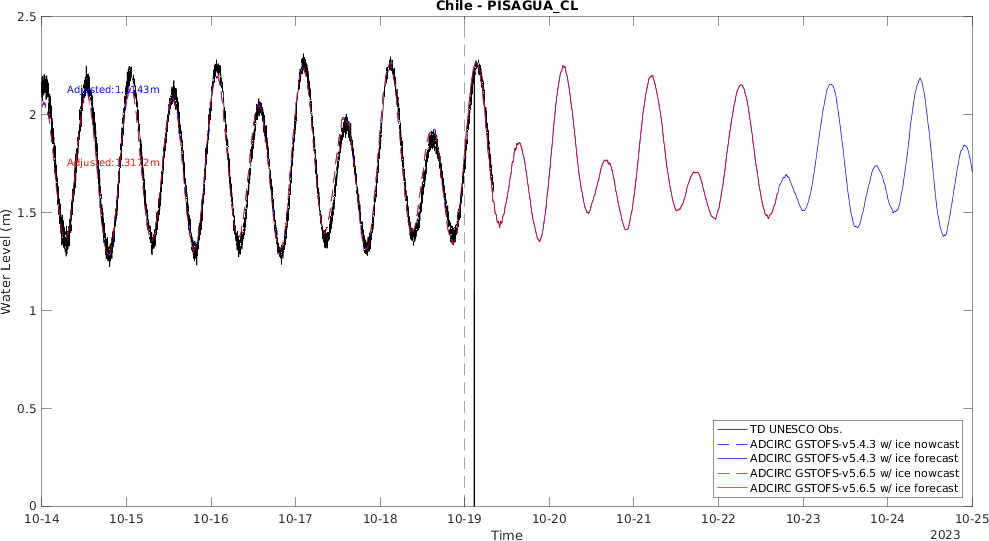 Chile - PISAGUA_CL
2.5
2
1.5
1
0.5
0
Water Level (m)
Adjusted:
Adjusted:1.3172m
10-14
10-15
10-16
10-17
10-18
10-19
10-20
10-21
10-22
10-23
10-24
10-25
Time
2023
TD UNESCO Obs.
ADCIRC GSTOFS-v5.4.3 w/ ice nowcast
ADCIRC GSTOFS-v5.4.3 w/ ice forecast
ADCIRC GSTOFS-v5.6.5 w/ ice nowcast
ADCIRC GSTOFS-v5.6.5 w/ ice forecast